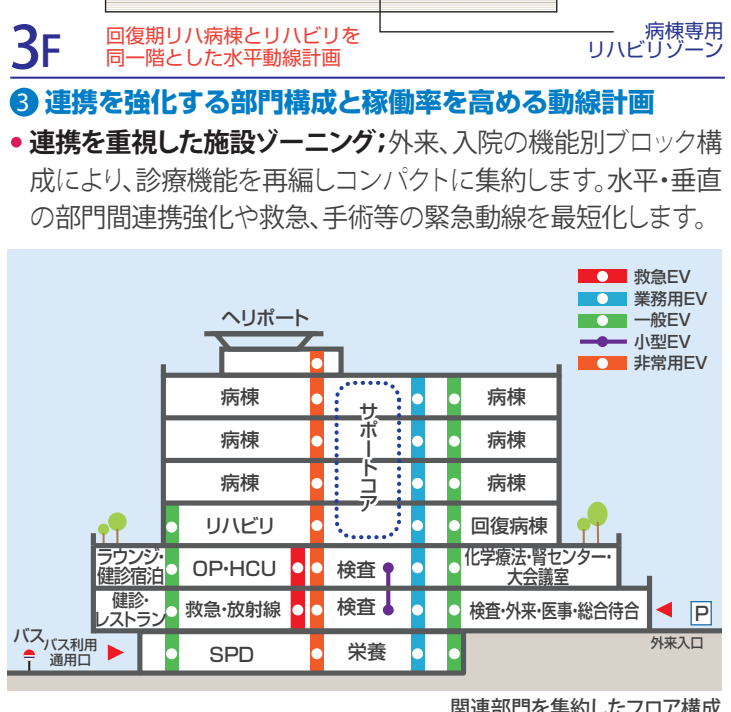 3F
回復期リハ病棟とリハビリを
同一階とした水平動線計画
病棟専用
リハビリゾーン
❸ 連携を強化する部門構成と稼働率を高める動線計画
• 連携を重視した施設ゾーニング；外来、入院の機能別ブロック構
成により、診療機能を再編しコンパクトに集約します。水平・垂直
の部門間連携強化や救急、手術等の緊急動線を最短化します。
救急EV
業務用EV
一般EV
小型EV
非常用EV
ヘリポート
病棟
サポートコア
病棟
病棟
病棟
病棟
病棟
リハビリ
回復病棟
ラウンジ・
健診宿泊
OP・HCU
検査
化学療法・腎センター・
大会議室
健診・
レストラン
救急・放射線
検査
検査・外来・医事・総合待合
P
外来入口
バス
バス利用
通用口
SPD
栄養
関連部門を集約したフロア構成